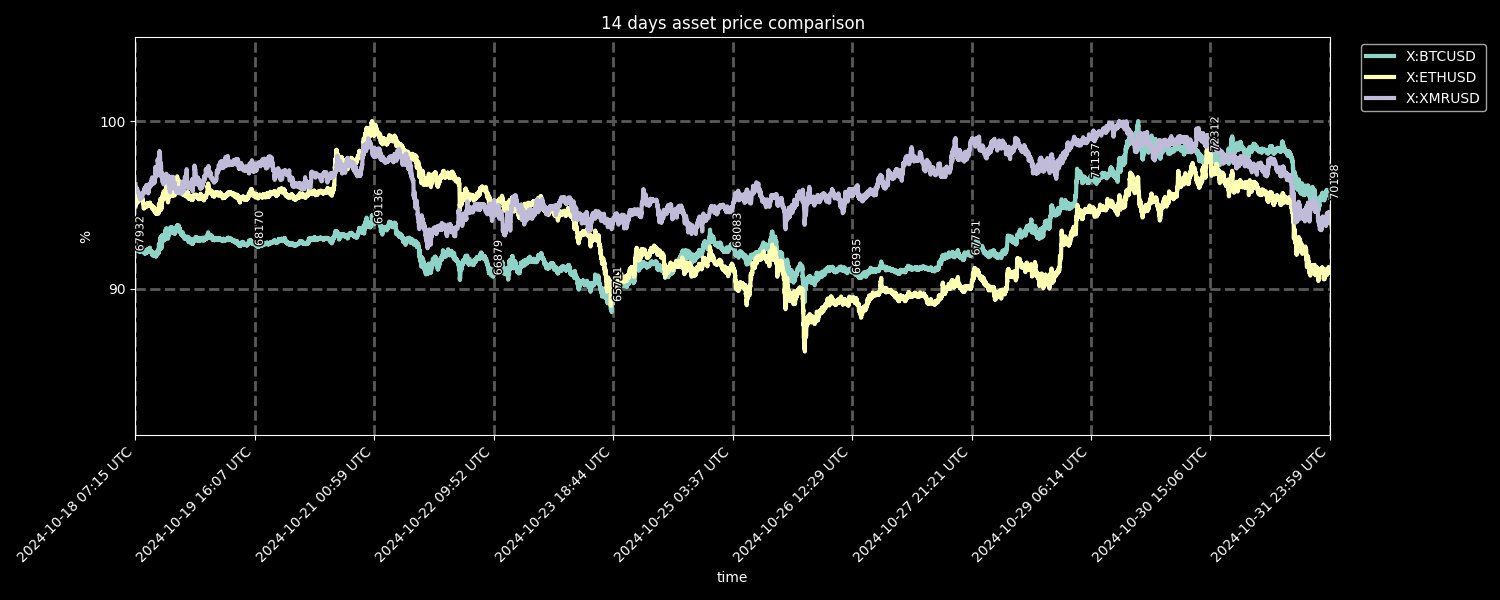 14 days asset price comparison
X:BTCUSD
X:ETHUSD
X:XMRUSD
100
90
%
67932
68170
69136
66879
68083
66935
67751
71137
72312
70198
2024-10-18 07:15 UTC
2024-10-19 16:07 UTC
2024-10-21 00:59 UTC
2024-10-22 09:52 UTC
2024-10-23 18:44 UTC
2024-10-25 03:37 UTC
2024-10-26 12:29 UTC
2024-10-27 21:21 UTC
2024-10-29 06:14 UTC
2024-10-30 15:06 UTC
2024-10-31 23:59 UTC
time